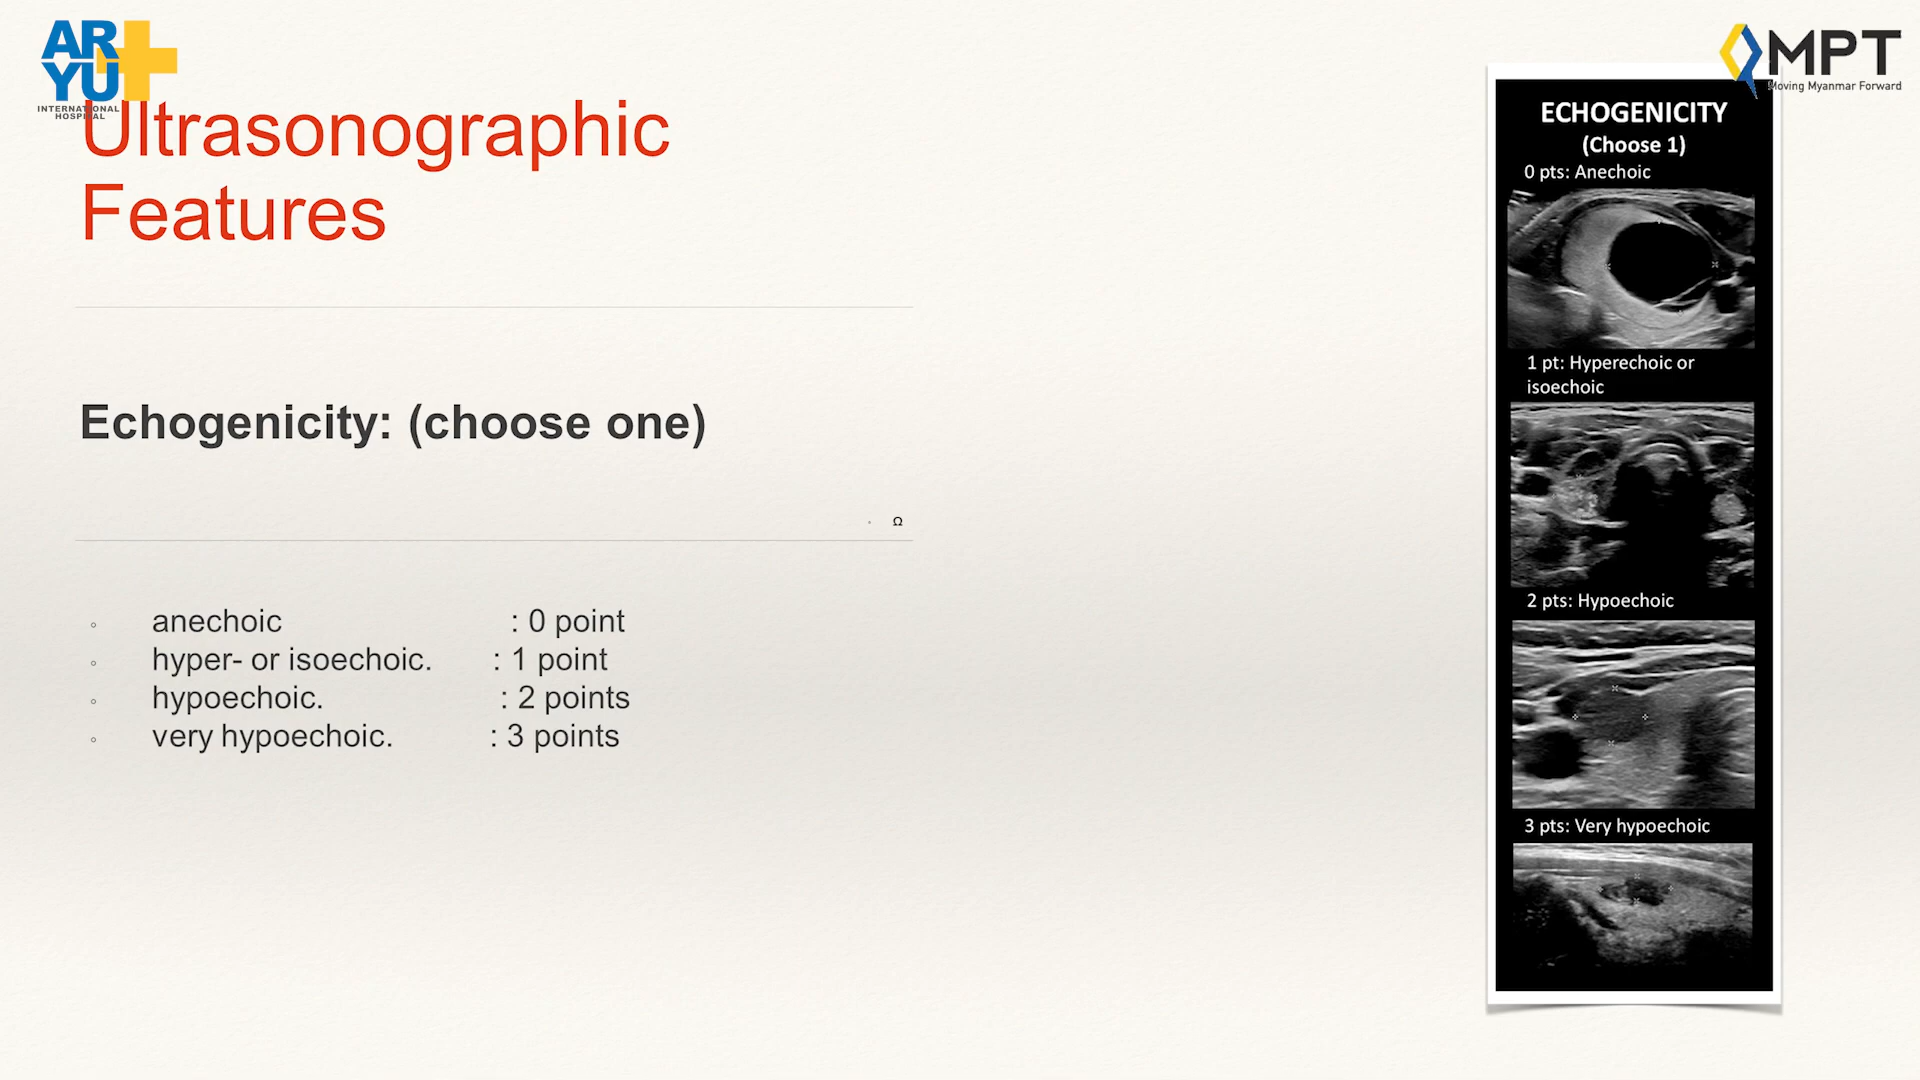 AR
YU
INTERNATIONAL
HOSPITAL
MPT
Moving Myanmar Forward
Ultrasonographic
Features
Echogenicity: (choose one)
Ω
anechoic : 0 point
hyper- or isoechoic. : 1 point
hypoechoic. : 2 points
very hypoechoic. : 3 points
ECHOGENICITY
(Choose 1)
0 pts: Anechoic
1 pt: Hyperechoic or
isoechoic
2 pts: Hypoechoic
3 pts: Very hypoechoic